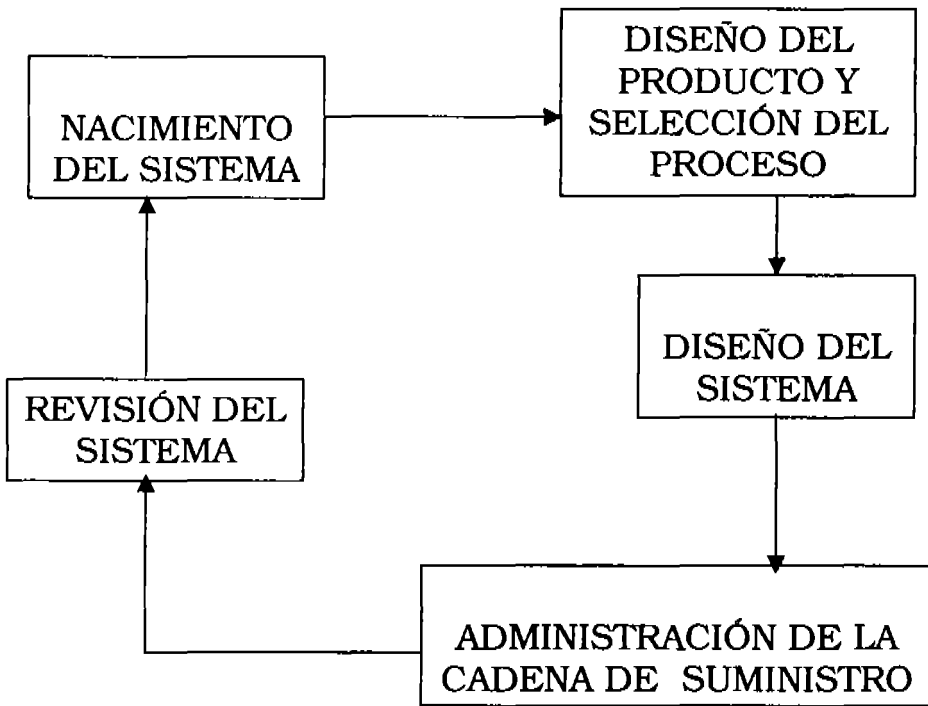 NACIMIENTO
DEL SISTEMA
DISEÑO DEL
PRODUCTO Y
SELECCIÓN DEL
PROCESO
DISEÑO DEL
SISTEMA
ADMINISTRACIÓN DE LA
CADENA DE SUMINISTRO
REVISIÓN DEL
SISTEMA